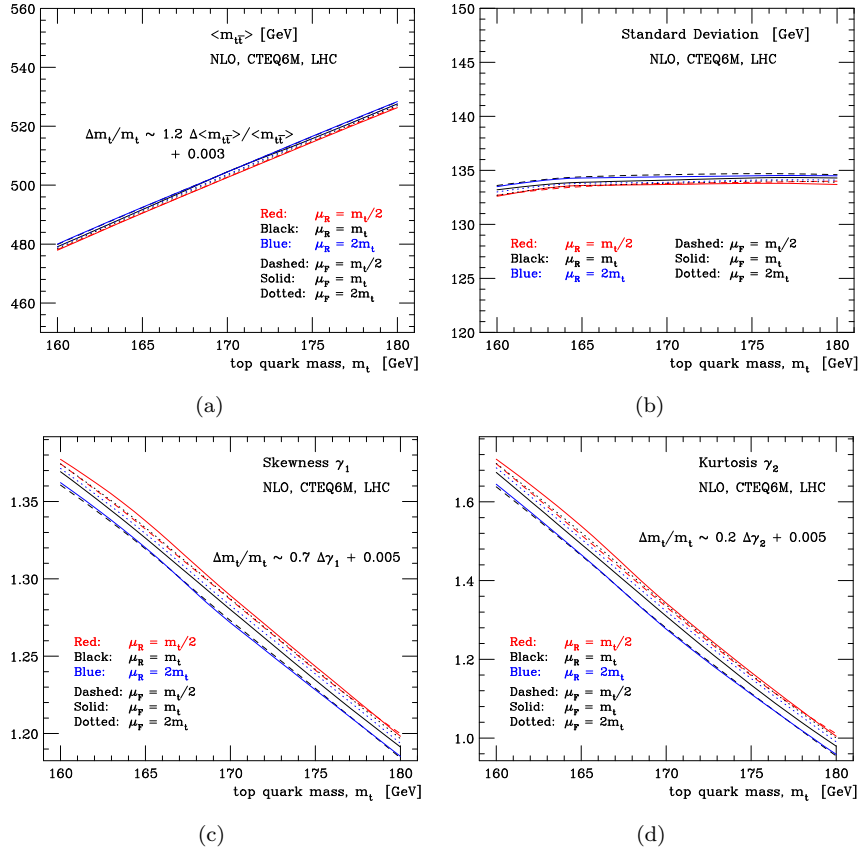 <m_tt̄> [GeV]
NLO, CTEQ6M, LHC
Δm_t/m_t ~ 1.2 Δ<m_tt̄>/<m_tt̄>
+ 0.003
Red: μ_R = m_t/2
Black: μ_R = m_t
Blue: μ_R = 2m_t
Dashed: μ_F = m_t/2
Solid: μ_F = m_t
Dotted: μ_F = 2m_t
560
540
520
500
480
460
160 165 170 175 180
top quark mass, m_t [GeV]
(a)
Standard Deviation [GeV]
NLO, CTEQ6M, LHC
Red: μ_R = m_t/2 Dashed: μ_F = m_t/2
Black: μ_R = m_t Solid: μ_F = m_t
Blue: μ_R = 2m_t Dotted: μ_F = 2m_t
150
145
140
135
130
125
120
160 165 170 175 180
top quark mass, m_t [GeV]
(b)
Skewness γ_1
NLO, CTEQ6M, LHC
Δm_t/m_t ~ 0.7 Δγ_1 + 0.005
Red: μ_R = m_t/2
Black: μ_R = m_t
Blue: μ_R = 2m_t
Dashed: μ_F = m_t/2
Solid: μ_F = m_t
Dotted: μ_F = 2m_t
1.35
1.30
1.25
1.20
160 165 170 175 180
top quark mass, m_t [GeV]
(c)
Kurtosis γ_2
NLO, CTEQ6M, LHC
Δm_t/m_t ~ 0.2 Δγ_2 + 0.005
Red: μ_R = m_t/2
Black: μ_R = m_t
Blue: μ_R = 2m_t
Dashed: μ_F = m_t/2
Solid: μ_F = m_t
Dotted: μ_F = 2m_t
1.6
1.4
1.2
1.0
160 165 170 175 180
top quark mass, m_t [GeV]
(d)